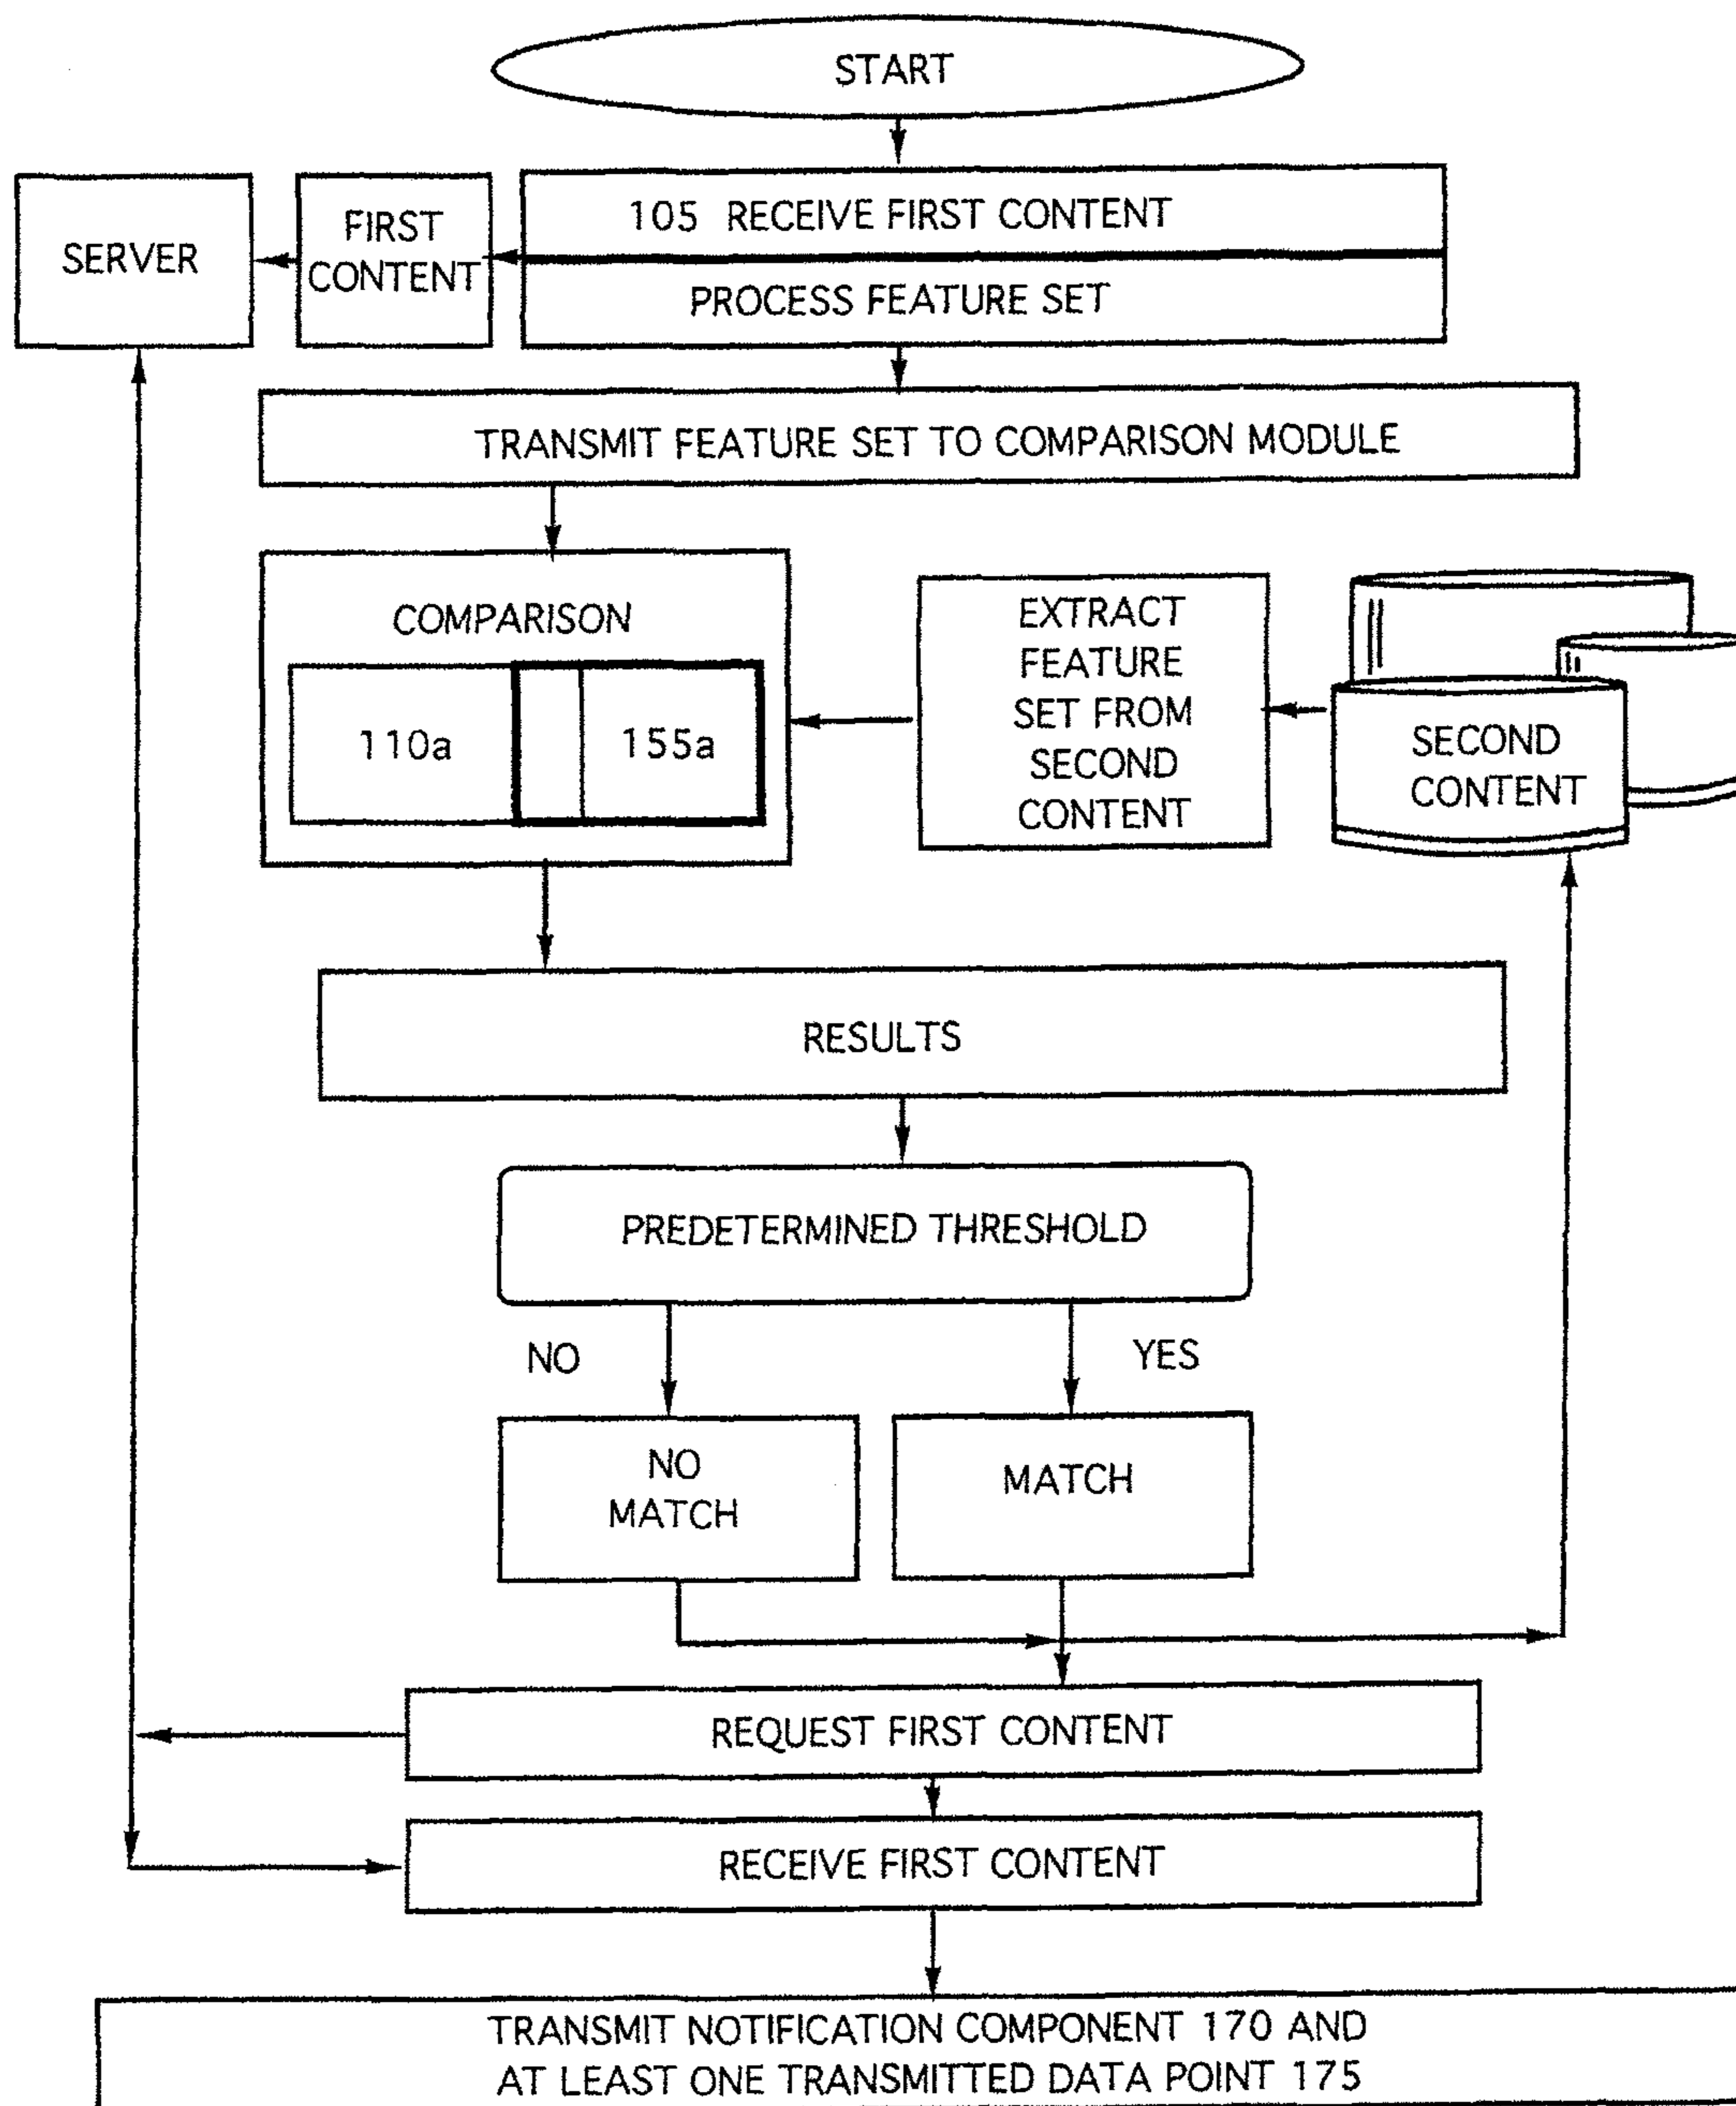 START
105 RECEIVE FIRST CONTENT
PROCESS FEATURE SET
FIRST
CONTENT
SERVER
TRANSMIT FEATURE SET TO COMPARISON MODULE
COMPARISON
110a
155a
EXTRACT
FEATURE
SET FROM
SECOND
CONTENT
SECOND
CONTENT
RESULTS
PREDETERMINED THRESHOLD
NO
YES
NO
MATCH
MATCH
REQUEST FIRST CONTENT
RECEIVE FIRST CONTENT
TRANSMIT NOTIFICATION COMPONENT 170 AND
AT LEAST ONE TRANSMITTED DATA POINT 175